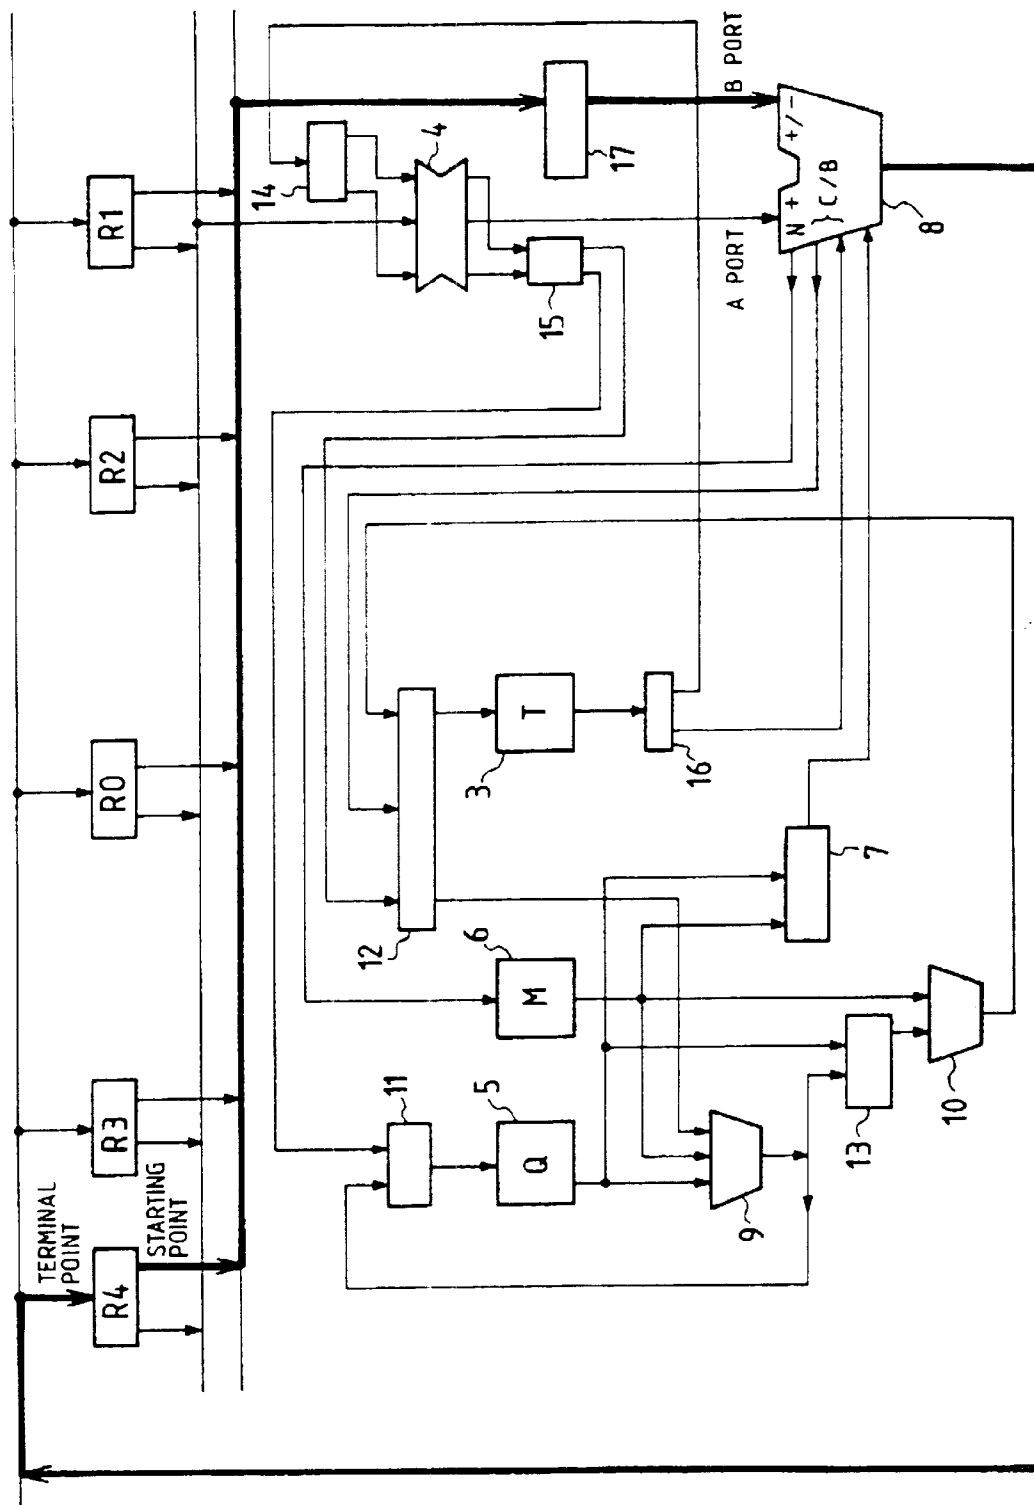 TERMINAL
POINT
R4
STARTING
POINT
R3
R0
R2
R1
14
4
17
15
11
5
Q
12
6
M
3
T
16
7
9
13
10
A PORT
B PORT
N + +/-
} C/B
8